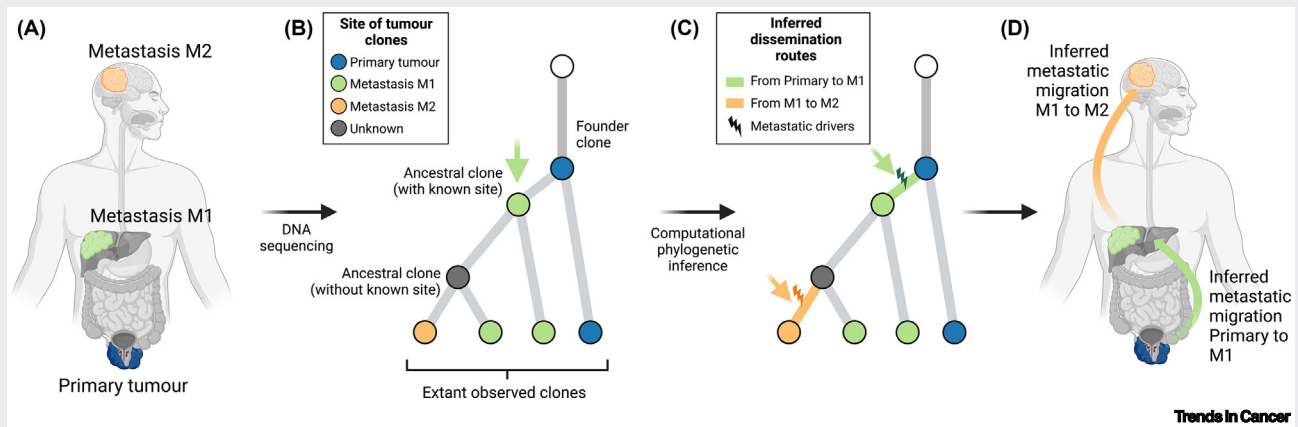 (A)
Metastasis M2
Metastasis M1
Primary tumour
DNA
sequencing
(B)
Site of tumour
clones
Primary tumour
Metastasis M1
Metastasis M2
Unknown
Founder
clone
Ancestral clone
(with known site)
Ancestral clone
(without known site)
Extant observed clones
Computational
phylogenetic
inference
(C)
Inferred
dissemination
routes
From Primary to M1
From M1 to M2
Metastatic drivers
(D)
Inferred
metastatic
migration
M1 to M2
Inferred
metastatic
migration
Primary to
M1
Trends in Cancer